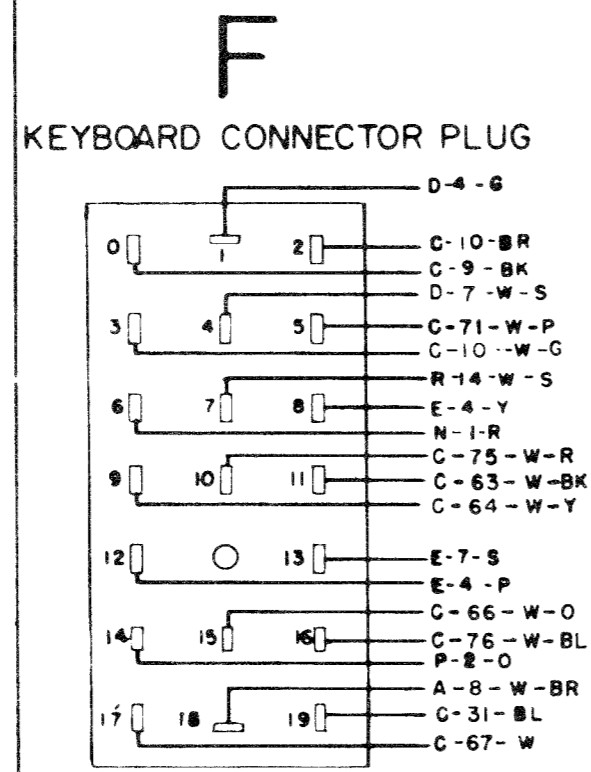 F
KEYBOARD CONNECTOR PLUG
D-4-G
0 1 2 C-10-BR
C-9-BK
D-7-W-S
3 4 5 C-71-W-P
C-10-W-G
R-14-W-S
6 7 8 E-4-Y
N-1-R
C-75-W-R
9 10 11 C-63-W-BK
C-64-W-Y
12 13 E-7-S
E-4-P
C-66-W-O
14 15 16 C-76-W-BL
P-2-O
A-8-W-BR
17 18 19 C-31-BL
C-67-W